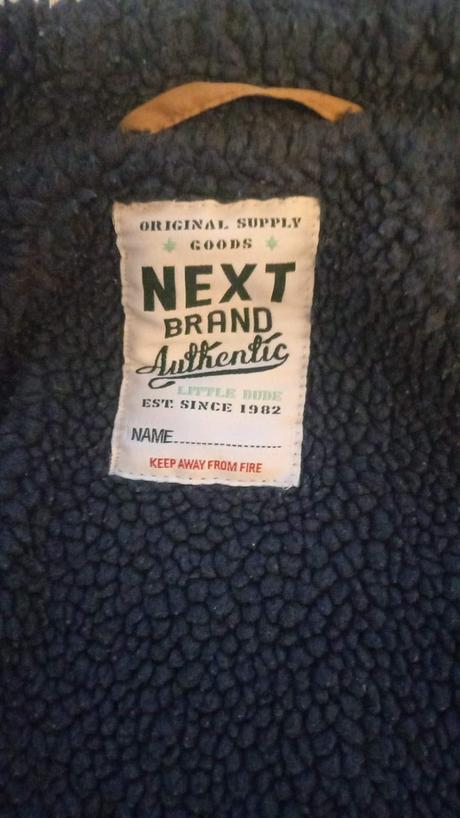 ORIGINAL SUPPLY
GOODS
NEXT
BRAND
Authentic
LITTLE DUDE
EST. SINCE 1982
NAME
KEEP AWAY FROM FIRE